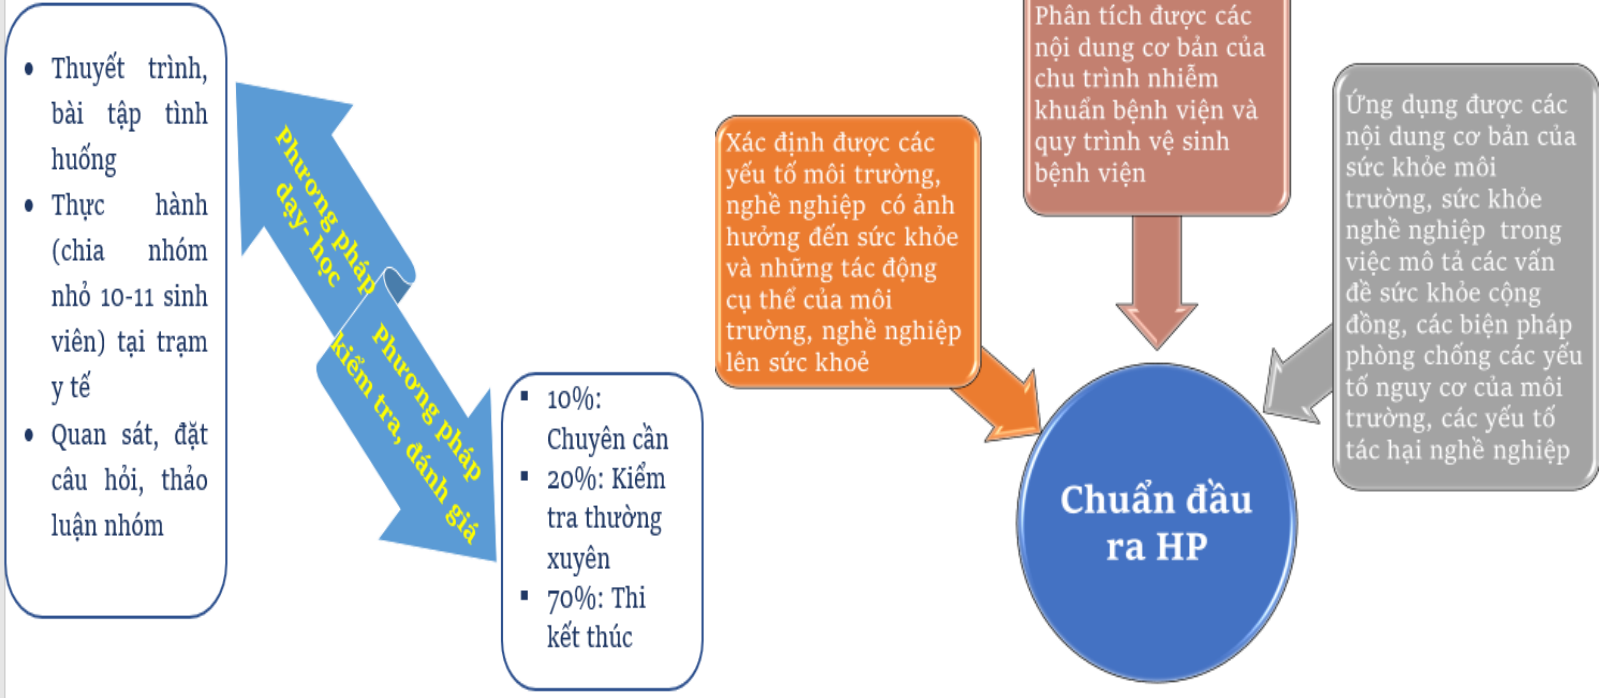 Thuyết trình,
bài tập tình
huống
Thực hành
(chia nhóm
nhỏ 10-11 sinh
viên) tại trạm
y tế
Quan sát, đặt
câu hỏi, thảo
luận nhóm
Phương pháp
dạy- học
Phương pháp
kiểm tra, đánh giá
10%:
Chuyên cần
20%: Kiểm
tra thường
xuyên
70%: Thi
kết thúc
Xác định được các
yếu tố môi trường,
nghề nghiệp có ảnh
hưởng đến sức khỏe
và những tác động
cụ thể của môi
trường, nghề nghiệp
lên sức khoẻ
Phân tích được các
nội dung cơ bản của
chu trình nhiễm
khuẩn bệnh viện và
quy trình vệ sinh
bệnh viện
Ứng dụng được các
nội dung cơ bản của
sức khỏe môi
trường, sức khỏe
nghề nghiệp trong
việc mô tả các vấn
đề sức khỏe cộng
đồng, các biện pháp
phòng chống các yếu
tố nguy cơ của môi
trường, các yếu tố
tác hại nghề nghiệp
Chuẩn đầu
ra HP